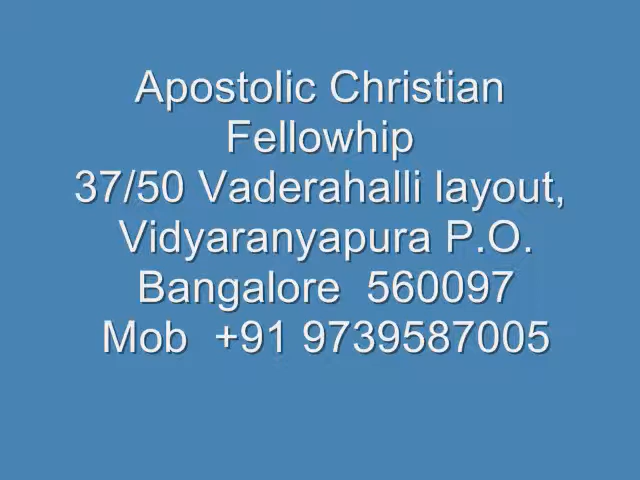 Apostolic Christian
Fellowhip
37/50 Vaderahalli layout,
Vidyaranyapura P.O.
Bangalore  560097
Mob  +91 9739587005